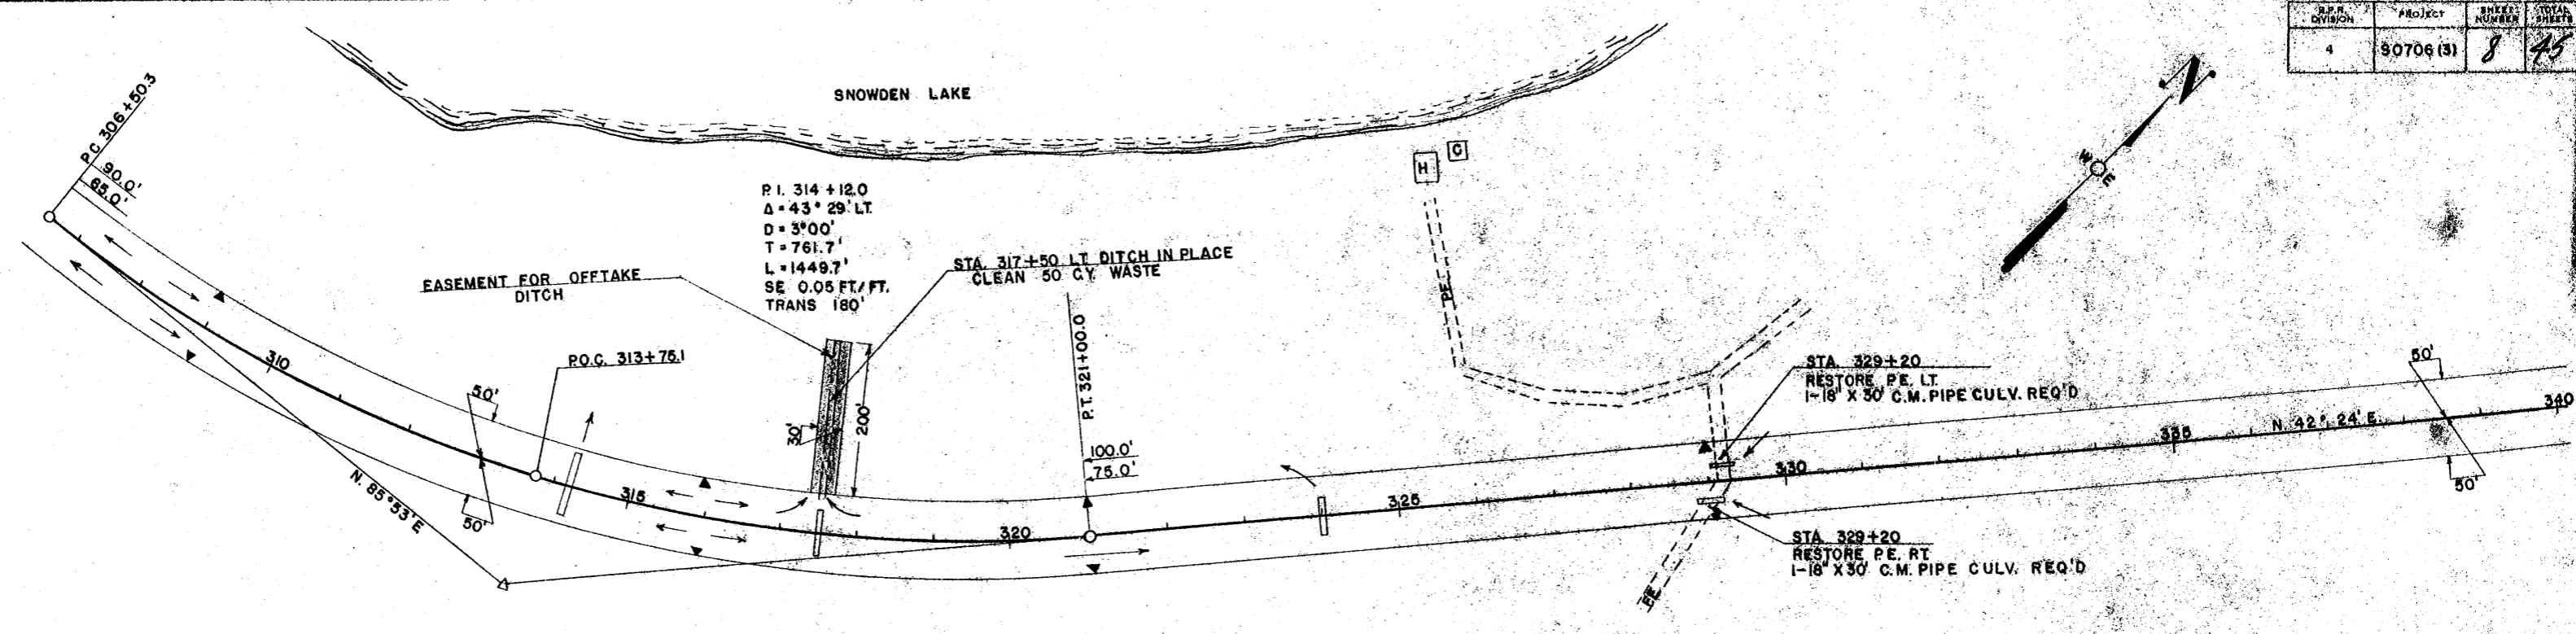 R.P.R. DIVISION PROJECT SHEET NUMBER TOTAL SHEETS
4 S0706(3) 8 45
N
W
E
SNOWDEN LAKE
P.C. 306+50.3
90.0'
65.0'
H
C
P.I. 314+12.0
Δ=43° 29' LT.
D=3°00'
T=761.7'
L=1449.7'
SE 0.05 FT./FT.
TRANS 180'
EASEMENT FOR OFFTAKE
DITCH
STA. 317+50 LT DITCH IN PLACE
CLEAN 50 C.Y. WASTE
P.E.
P.T. 321+00.0
100.0'
75.0'
310
P.O.C. 313+75.1
50'
50'
30'
200'
315
320
325
N. 85°53'E
STA. 329+20
RESTORE P.E. LT.
1-18" X 30' C.M. PIPE CULV. REQ'D
330
335
N. 42° 24' E.
340
50'
50'
STA. 329+20
RESTORE P.E. RT.
1-18" X 30' C.M. PIPE CULV. REQ'D